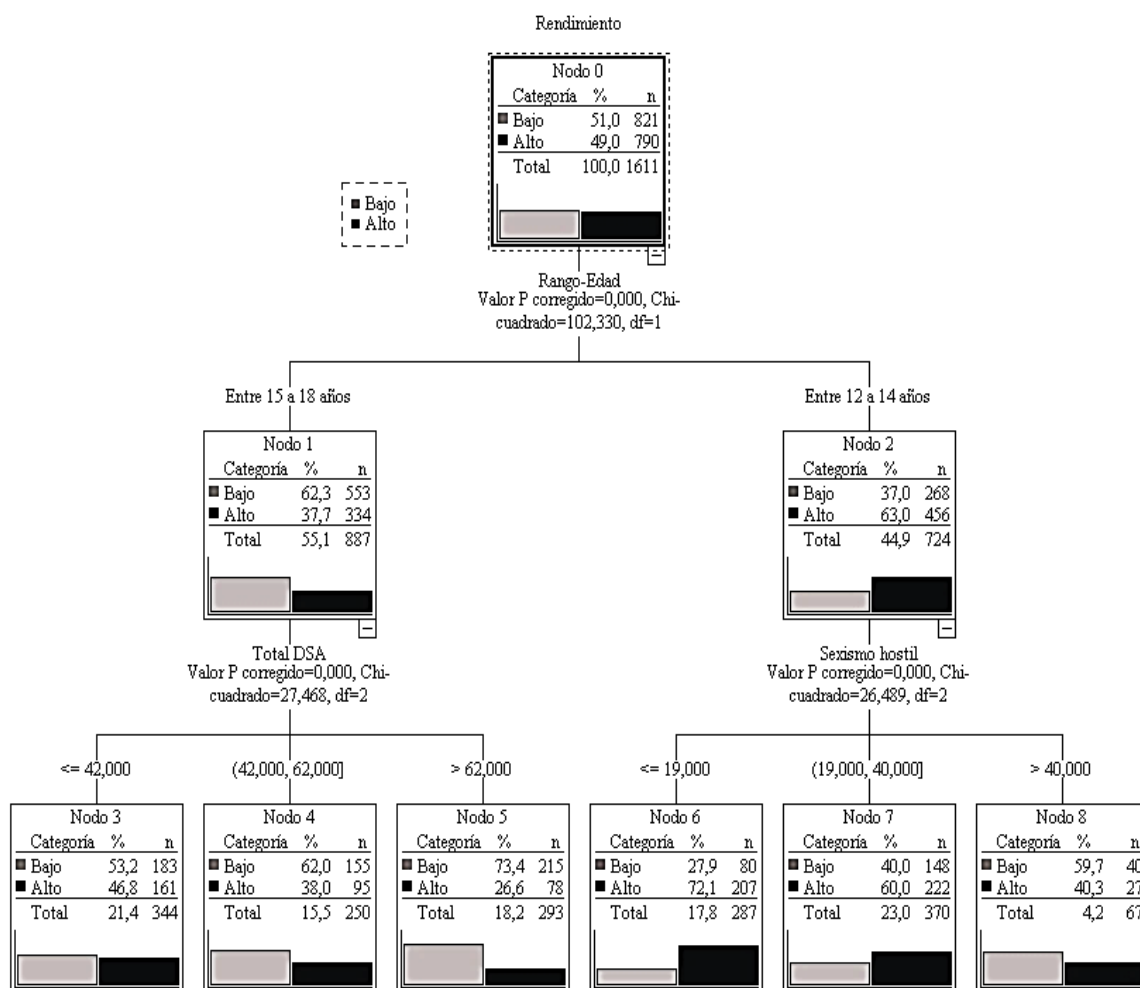 Rendimiento
Nodo 0
Categoría % n
Bajo 51,0 821
Alto 49,0 790
Total 100,0 1611
Bajo
Alto
Rango-Edad
Valor P corregido=0,000, Chi-
cuadrado=102,330, df=1
Entre 15 a 18 años
Entre 12 a 14 años
Nodo 1
Categoría % n
Bajo 62,3 553
Alto 37,7 334
Total 55,1 887
Nodo 2
Categoría % n
Bajo 37,0 268
Alto 63,0 456
Total 44,9 724
Total DSA
Valor P corregido=0,000, Chi-
cuadrado=27,468, df=2
Sexismo hostil
Valor P corregido=0,000, Chi-
cuadrado=26,489, df=2
<= 42,000
(42,000, 62,000]
> 62,000
<= 19,000
(19,000, 40,000]
> 40,000
Nodo 3
Categoría % n
Bajo 53,2 183
Alto 46,8 161
Total 21,4 344
Nodo 4
Categoría % n
Bajo 62,0 155
Alto 38,0 95
Total 15,5 250
Nodo 5
Categoría % n
Bajo 73,4 215
Alto 26,6 78
Total 18,2 293
Nodo 6
Categoría % n
Bajo 27,9 80
Alto 72,1 207
Total 17,8 287
Nodo 7
Categoría % n
Bajo 40,0 148
Alto 60,0 222
Total 23,0 370
Nodo 8
Categoría % n
Bajo 59,7 40
Alto 40,3 27
Total 4,2 67